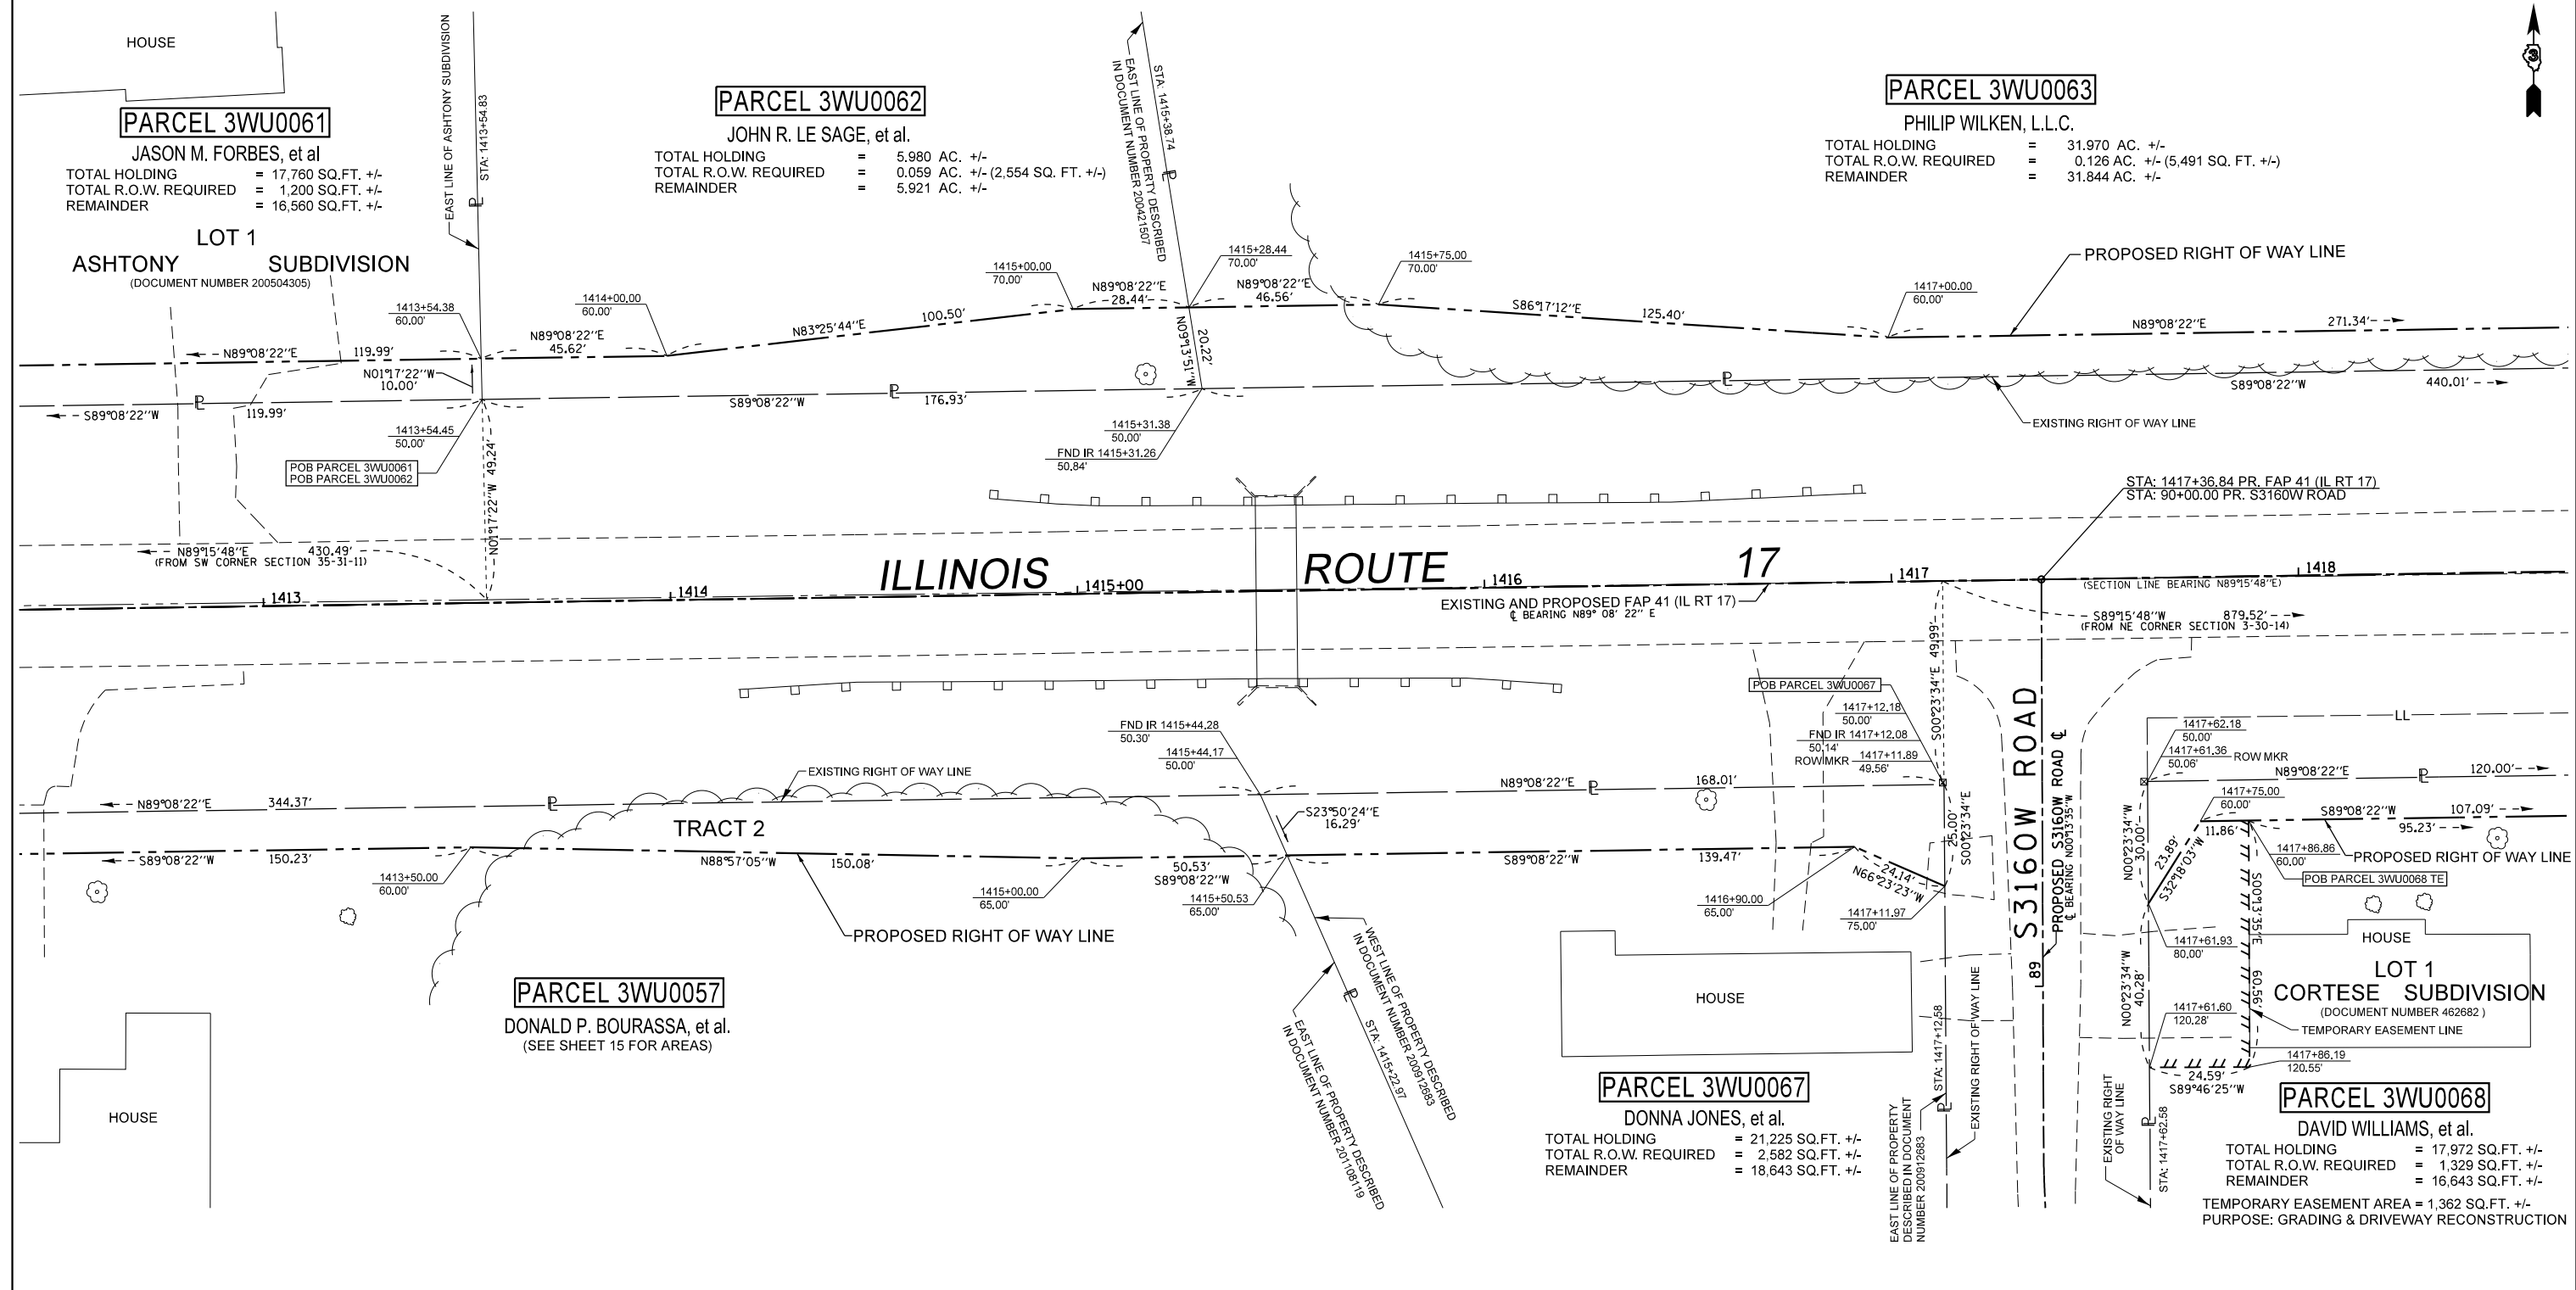 HOUSE
PARCEL 3WU0061
JASON M. FORBES, et al
TOTAL HOLDING = 17,760 SQ.FT. +/-
TOTAL R.O.W. REQUIRED = 1,200 SQ.FT. +/-
REMAINDER = 16,560 SQ.FT. +/-
LOT 1
ASHTONY SUBDIVISION
(DOCUMENT NUMBER 200504305)
EAST LINE OF ASHTONY SUBDIVISION
STA: 1413+54.83
PARCEL 3WU0062
JOHN R. LE SAGE, et al.
TOTAL HOLDING = 5.980 AC. +/-
TOTAL R.O.W. REQUIRED = 0.059 AC. +/- (2,554 SQ. FT. +/-)
REMAINDER = 5.921 AC. +/-
EAST LINE OF PROPERTY DESCRIBED
IN DOCUMENT NUMBER 200421507
STA: 1415+38.74
PARCEL 3WU0063
PHILIP WILKEN, L.L.C.
TOTAL HOLDING = 31.970 AC. +/-
TOTAL R.O.W. REQUIRED = 0.126 AC. +/- (5,491 SQ. FT. +/-)
REMAINDER = 31.844 AC. +/-
3
PROPOSED RIGHT OF WAY LINE
1413+54.38
60.00'
1414+00.00
60.00'
1415+00.00
70.00'
1415+28.44
70.00'
1415+75.00
70.00'
1417+00.00
60.00'
N89°08'22"E 119.99'
N89°08'22"E
45.62'
N83°25'44"E 100.50'
N89°08'22"E
28.44'
N89°08'22"E
46.56'
S86°17'12"E 125.40'
N89°08'22"E 271.34'
N01°17'22"W
10.00'
N09°13'51"W
20.22'
S89°08'22"W 119.99'
S89°08'22"W 176.93'
S89°08'22"W 440.01'
EXISTING RIGHT OF WAY LINE
1413+54.45
50.00'
POB PARCEL 3WU0061
POB PARCEL 3WU0062
1415+31.38
50.00'
FND IR 1415+31.26
50.84'
N01°17'22"W 49.24'
N89°15'48"E 430.49'
(FROM SW CORNER SECTION 35-31-11)
STA: 1417+36.84 PR. FAP 41 (IL RT 17)
STA: 90+00.00 PR. S3160W ROAD
ILLINOIS ROUTE 17
1413
1414
1415+00
1416
1417
1418
EXISTING AND PROPOSED FAP 41 (IL RT 17)
℄ BEARING N89° 08' 22" E
(SECTION LINE BEARING N89°15'48"E)
S89°15'48"W 879.52'
(FROM NE CORNER SECTION 3-30-14)
S00°23'34"E 49.99'
POB PARCEL 3WU0067
1417+12.18
50.00'
FND IR 1417+12.08
50.14'
ROW MKR 1417+11.89
49.56'
S3160W ROAD
PROPOSED S3160W ROAD ℄
℄ BEARING N00°13'35"W
89
LL
1417+62.18
50.00'
1417+61.36 ROW MKR
50.06'
N89°08'22"E 120.00'
FND IR 1415+44.28
50.30'
1415+44.17
50.00'
EXISTING RIGHT OF WAY LINE
N89°08'22"E 344.37'
N89°08'22"E 168.01'
S23°50'24"E
16.29'
TRACT 2
S89°08'22"W 150.23'
N88°57'05"W 150.08'
50.53'
S89°08'22"W
S89°08'22"W 139.47'
24.14'
N66°23'23"W
25.00'
S00°23'34"E
1413+50.00
60.00'
1415+00.00
65.00'
1415+50.53
65.00'
1416+90.00
65.00'
1417+11.97
75.00'
PROPOSED RIGHT OF WAY LINE
1417+75.00
60.00'
S89°08'22"W 107.09'
11.86' 95.23'
1417+86.86
60.00'
PROPOSED RIGHT OF WAY LINE
POB PARCEL 3WU0068 TE
N00°23'34"W
30.00'
23.89'
S32°18'03"W
S00°13'35"E 60.56'
1417+61.93
80.00'
N00°23'34"W
40.28'
1417+61.60
120.28'
HOUSE
LOT 1
CORTESE SUBDIVISION
(DOCUMENT NUMBER 462682 )
TEMPORARY EASEMENT LINE
1417+86.19
120.55'
24.59'
S89°46'25"W
PARCEL 3WU0057
DONALD P. BOURASSA, et al.
(SEE SHEET 15 FOR AREAS)
HOUSE
WEST LINE OF PROPERTY DESCRIBED
IN DOCUMENT NUMBER 200912683
STA: 1415+22.97
EAST LINE OF PROPERTY DESCRIBED
IN DOCUMENT NUMBER 201108119
HOUSE
PARCEL 3WU0067
DONNA JONES, et al.
TOTAL HOLDING = 21,225 SQ.FT. +/-
TOTAL R.O.W. REQUIRED = 2,582 SQ.FT. +/-
REMAINDER = 18,643 SQ.FT. +/-
EAST LINE OF PROPERTY
DESCRIBED IN DOCUMENT
NUMBER 200912683
STA: 1417+12.58
EXISTING RIGHT OF WAY LINE
EXISTING RIGHT
OF WAY LINE
STA: 1417+62.58
PARCEL 3WU0068
DAVID WILLIAMS, et al.
TOTAL HOLDING = 17,972 SQ.FT. +/-
TOTAL R.O.W. REQUIRED = 1,329 SQ.FT. +/-
REMAINDER = 16,643 SQ.FT. +/-
TEMPORARY EASEMENT AREA = 1,362 SQ.FT. +/-
PURPOSE: GRADING & DRIVEWAY RECONSTRUCTION